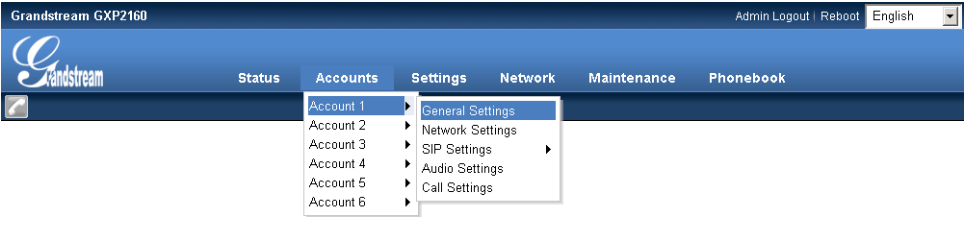 Grandstream GXP2160 Admin Logout | Reboot English
Grandstream
Status Accounts Settings Network Maintenance Phonebook
Account 1 General Settings
Account 2 Network Settings
Account 3 SIP Settings
Account 4 Audio Settings
Account 5 Call Settings
Account 6